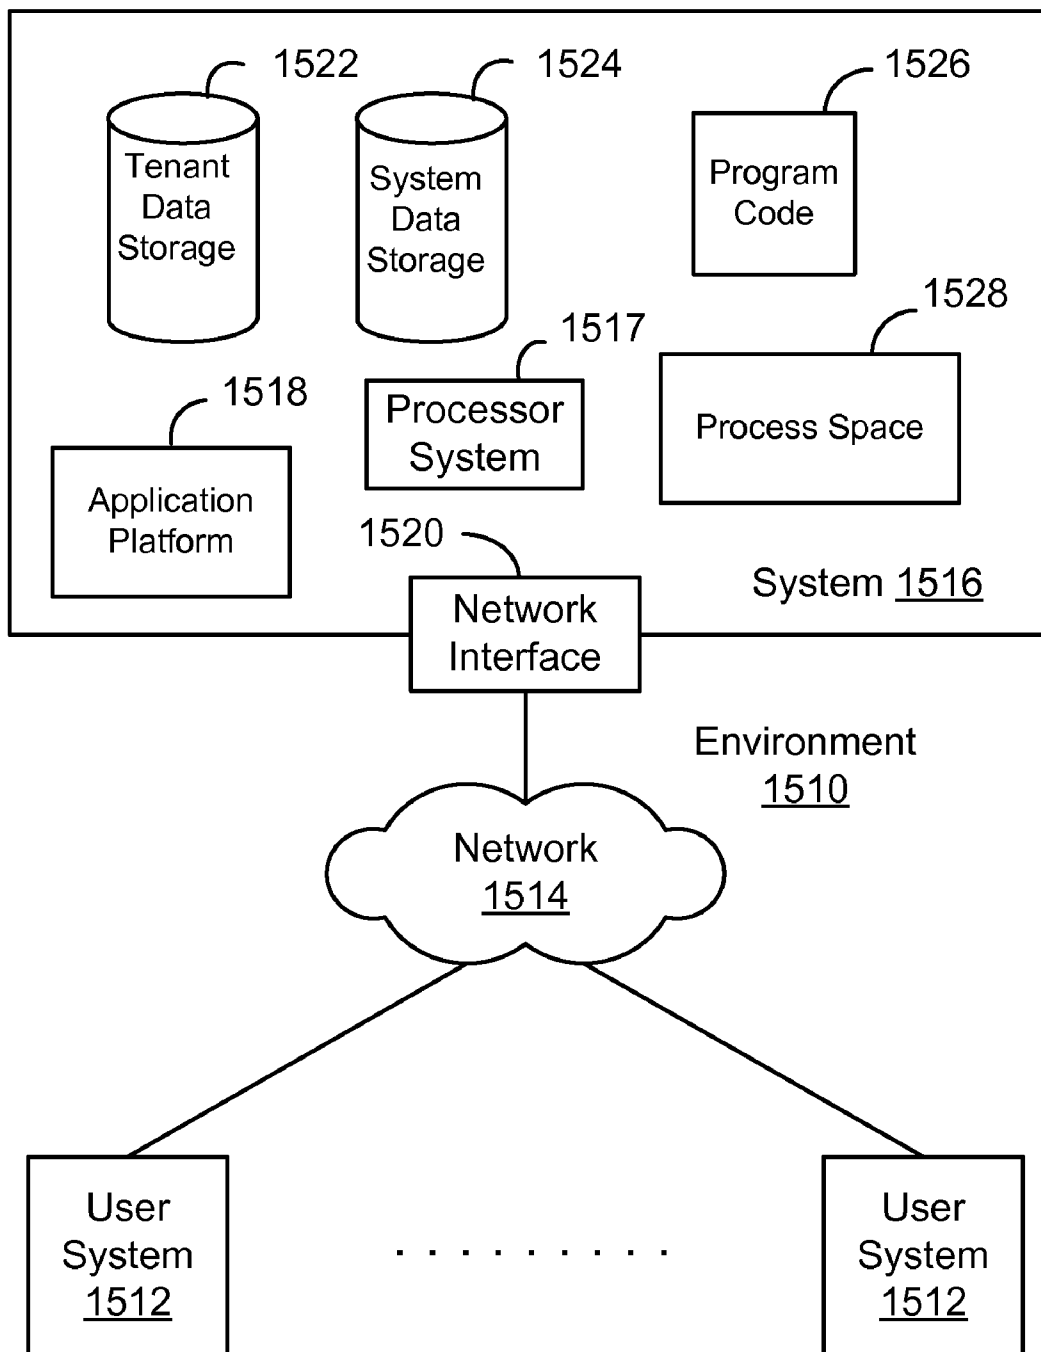 1522
1524
1526
Tenant
Data
Storage
System
Data
Storage
Program
Code
1528
1517
1518
Processor
System
Process Space
Application
Platform
1520
System 1516
Network
Interface
Environment
1510
Network
1514
User
System
1512
. . . . . . . . .
User
System
1512